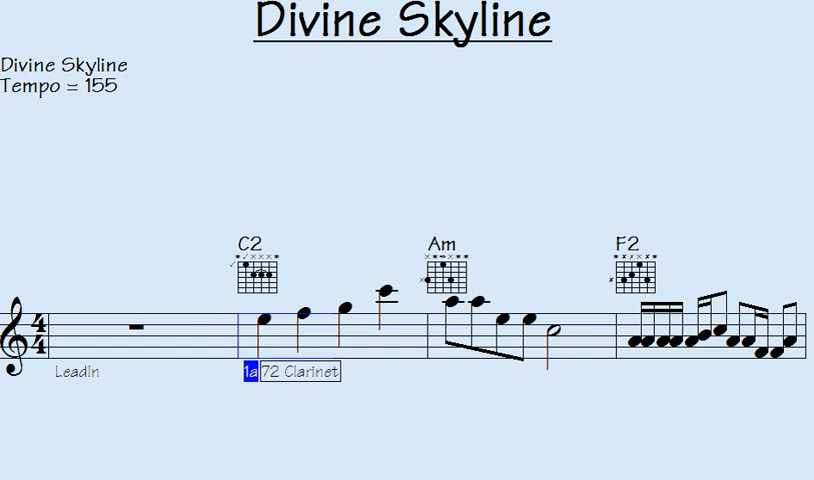 Divine Skyline
Divine Skyline
Tempo = 155
C2 Am F2
4
4
LeadIn 1a 72 Clarinet